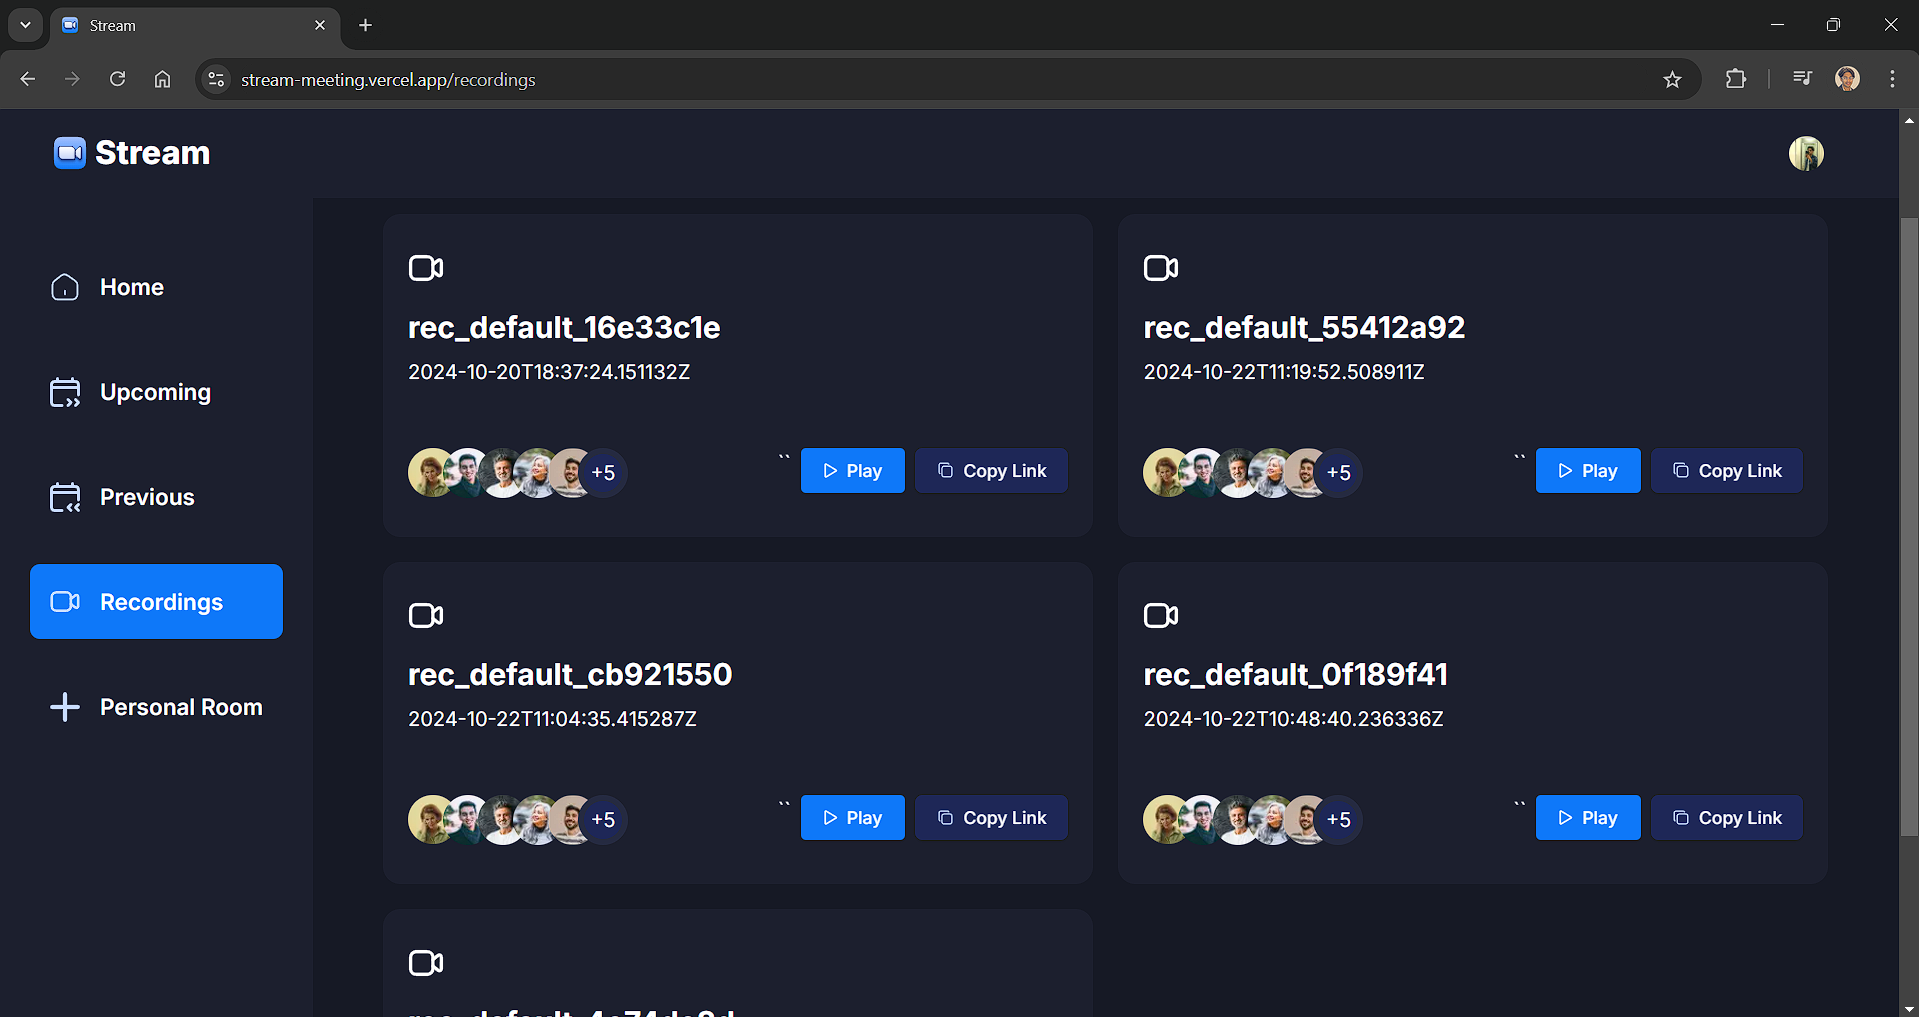 Stream
stream-meeting.vercel.app/recordings
Stream
Home
Upcoming
Previous
Recordings
Personal Room
rec_default_16e33c1e
2024-10-20T18:37:24.151132Z
+5
`` Play Copy Link
rec_default_55412a92
2024-10-22T11:19:52.508911Z
+5
`` Play Copy Link
rec_default_cb921550
2024-10-22T11:04:35.415287Z
+5
`` Play Copy Link
rec_default_0f189f41
2024-10-22T10:48:40.236336Z
+5
`` Play Copy Link